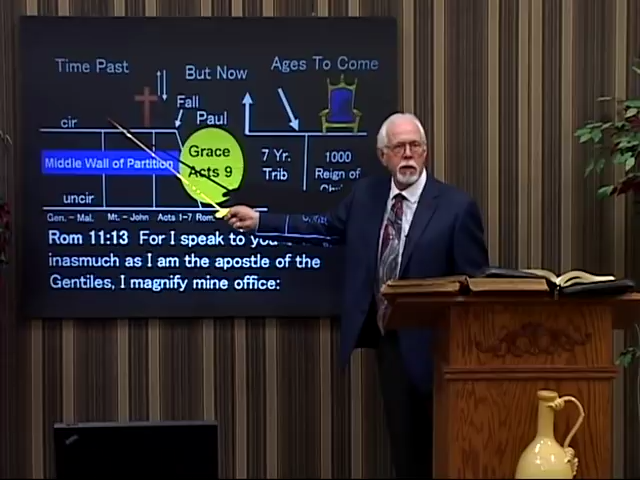 Time Past
But Now
Ages To Come
Fall
Paul
cir
Grace
Acts 9
7 Yr.
Trib
1000
Reign of
Middle Wall of Partition
uncir
Gen. - Mal. Mt. - John Acts 1-7 Rom
Rom 11:13 For I speak to you
inasmuch as I am the apostle of the
Gentiles, I magnify mine office: